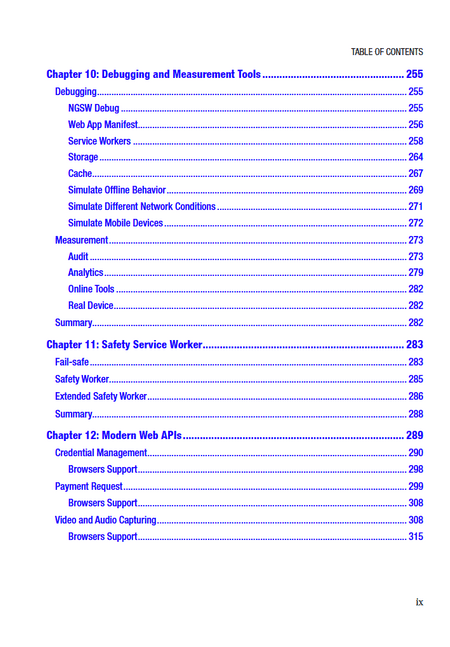 TABLE OF CONTENTS
Chapter 10: Debugging and Measurement Tools.................................................. 255
Debugging............................................................................................................... 255
NGSW Debug ...................................................................................................... 255
Web App Manifest................................................................................................ 256
Service Workers .................................................................................................. 258
Storage .............................................................................................................. 264
Cache................................................................................................................. 267
Simulate Offline Behavior...................................................................................... 269
Simulate Different Network Conditions .................................................................... 271
Simulate Mobile Devices....................................................................................... 272
Measurement........................................................................................................... 273
Audit .................................................................................................................. 273
Analytics............................................................................................................. 279
Online Tools ........................................................................................................ 282
Real Device......................................................................................................... 282
Summary................................................................................................................. 282
Chapter 11: Safety Service Worker....................................................................... 283
Fail-safe ................................................................................................................. 283
Safety Worker.......................................................................................................... 285
Extended Safety Worker............................................................................................ 286
Summary................................................................................................................. 288
Chapter 12: Modern Web APIs.............................................................................. 289
Credential Management............................................................................................ 290
Browsers Support................................................................................................ 298
Payment Request..................................................................................................... 299
Browsers Support................................................................................................ 308
Video and Audio Capturing........................................................................................ 308
Browsers Support................................................................................................ 315
ix